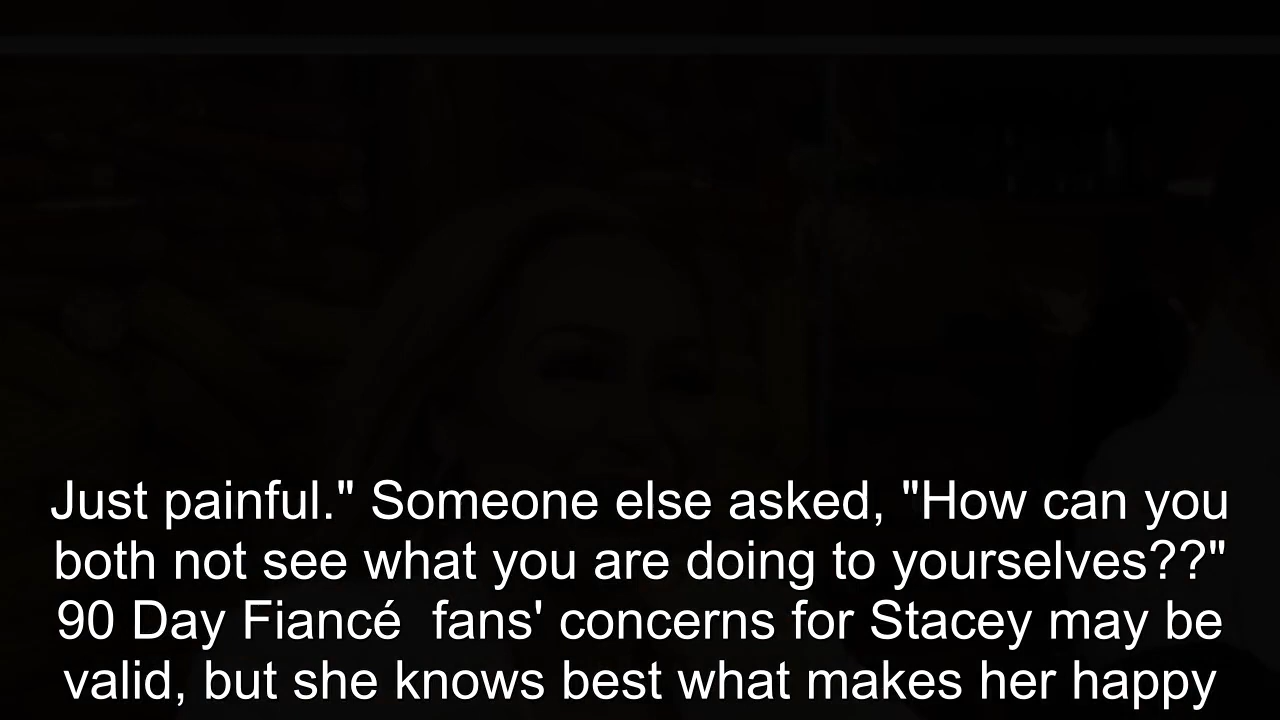 Just painful." Someone else asked, "How can you
both not see what you are doing to yourselves??"
90 Day Fiancé  fans' concerns for Stacey may be
valid, but she knows best what makes her happy